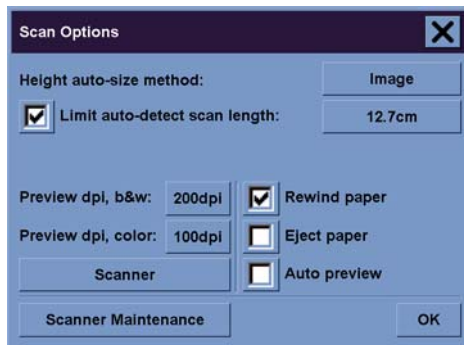 Scan Options
Height auto-size method: Image
Limit auto-detect scan length: 12.7cm
Preview dpi, b&w: 200dpi Rewind paper
Preview dpi, color: 100dpi Eject paper
Scanner Auto preview
Scanner Maintenance OK